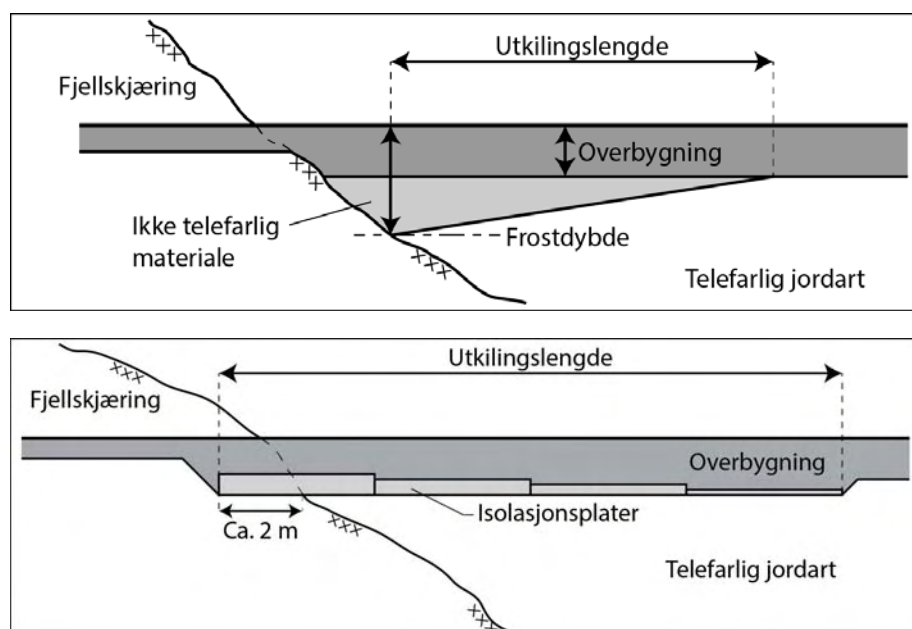 Utkilingslengde
Fjellskjæring
Overbygning
Ikke telefarlig
materiale
Frostdybde
Telefarlig jordart
Utkilingslengde
Fjellskjæring
Overbygning
Isolasjonsplater
Ca. 2 m
Telefarlig jordart